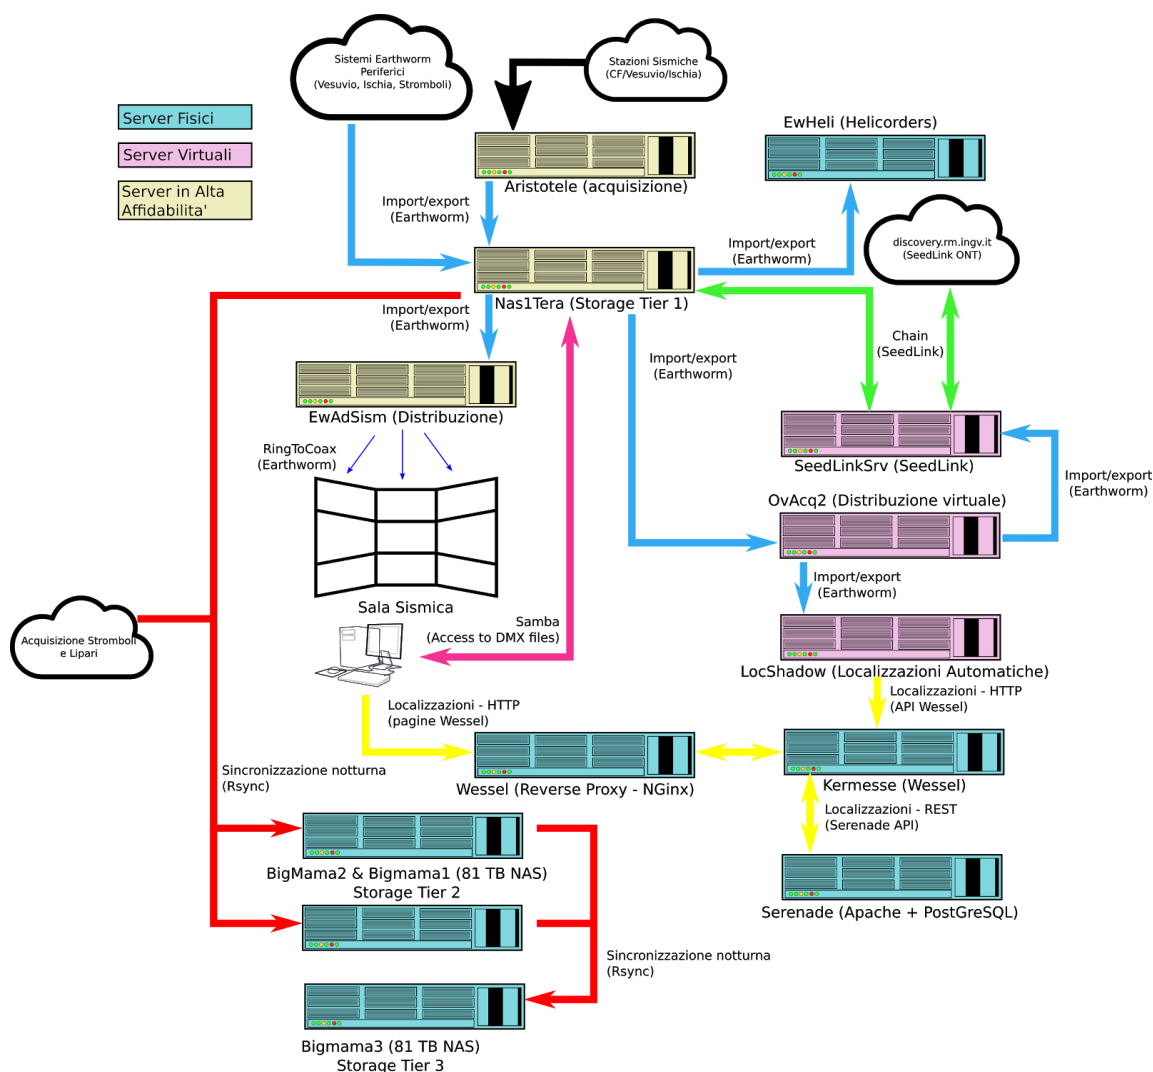 Sistemi Earthworm
Periferici
(Vesuvio, Ischia, Stromboli)
Stazioni Sismiche
(CF/Vesuvio/Ischia)
Server Fisici
Server Virtuali
Server in Alta
Affidabilita'
EwHeli (Helicorders)
Aristotele (acquisizione)
Import/export
(Earthworm)
discovery.rm.ingv.it
(SeedLink ONT)
Import/export
(Earthworm)
Nas1Tera (Storage Tier 1)
Import/export
(Earthworm)
Chain
(SeedLink)
Import/export
(Earthworm)
EwAdSism (Distribuzione)
RingToCoax
(Earthworm)
SeedLinkSrv (SeedLink)
Import/export
(Earthworm)
OvAcq2 (Distribuzione virtuale)
Import/export
(Earthworm)
Sala Sismica
Samba
(Access to DMX files)
Acquisizione Stromboli
e Lipari
LocShadow (Localizzazioni Automatiche)
Localizzazioni - HTTP
(API Wessel)
Localizzazioni - HTTP
(pagine Wessel)
Wessel (Reverse Proxy - NGinx)
Kermesse (Wessel)
Sincronizzazione notturna
(Rsync)
Localizzazioni - REST
(Serenade API)
BigMama2 & Bigmama1 (81 TB NAS)
Storage Tier 2
Serenade (Apache + PostGreSQL)
Sincronizzazione notturna
(Rsync)
Bigmama3 (81 TB NAS)
Storage Tier 3